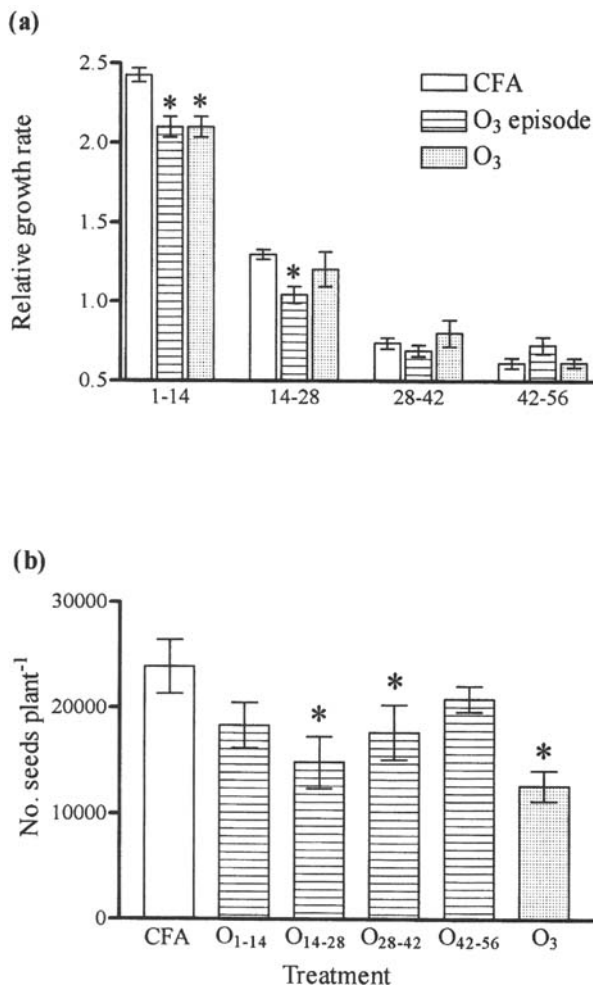 (a)
Relative growth rate
2.5
2.0
1.5
1.0
0.5
* *
*
CFA
O₃ episode
O₃
1-14 14-28 28-42 42-56
(b)
No. seeds plant⁻¹
30000
20000
10000
0
*
*
*
CFA O₁₋₁₄ O₁₄₋₂₈ O₂₈₋₄₂ O₄₂₋₅₆ O₃
Treatment